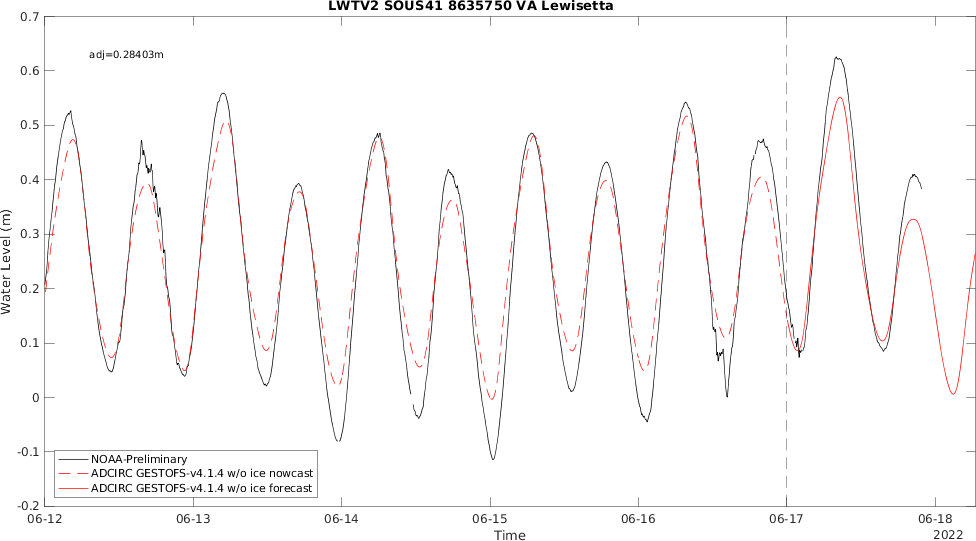 LWTV2 SOUS41 8635750 VA Lewisetta
adj=0.28403m
Water Level (m)
0.7
0.6
0.5
0.4
0.3
0.2
0.1
0
-0.1
-0.2
NOAA-Preliminary
ADCIRC GESTOFS-v4.1.4 w/o ice nowcast
ADCIRC GESTOFS-v4.1.4 w/o ice forecast
06-12 06-13 06-14 06-15 06-16 06-17 06-18
Time
2022